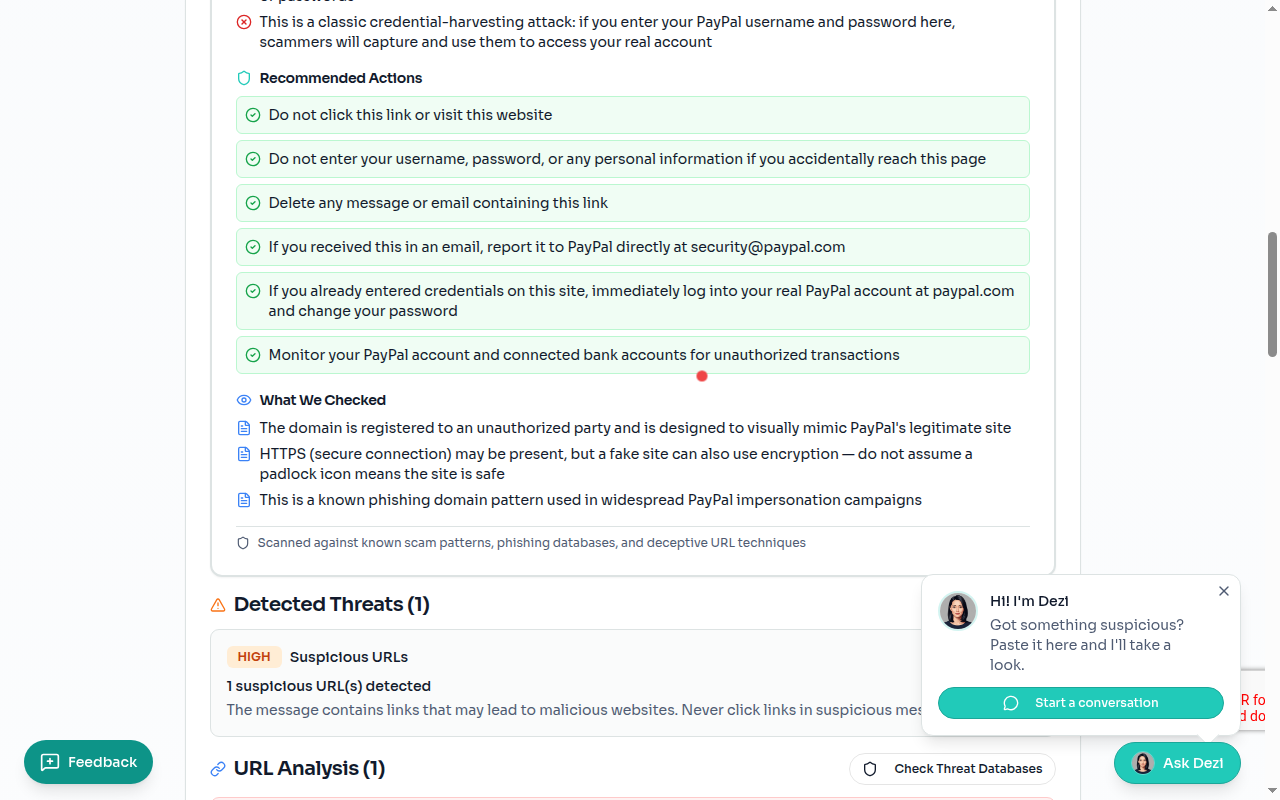 This is a classic credential-harvesting attack: if you enter your PayPal username and password here,
scammers will capture and use them to access your real account
Recommended Actions
Do not click this link or visit this website
Do not enter your username, password, or any personal information if you accidentally reach this page
Delete any message or email containing this link
If you received this in an email, report it to PayPal directly at security@paypal.com
If you already entered credentials on this site, immediately log into your real PayPal account at paypal.com
and change your password
Monitor your PayPal account and connected bank accounts for unauthorized transactions
What We Checked
The domain is registered to an unauthorized party and is designed to visually mimic PayPal's legitimate site
HTTPS (secure connection) may be present, but a fake site can also use encryption — do not assume a
padlock icon means the site is safe
This is a known phishing domain pattern used in widespread PayPal impersonation campaigns
Scanned against known scam patterns, phishing databases, and deceptive URL techniques
Detected Threats (1)
HIGH Suspicious URLs
1 suspicious URL(s) detected
The message contains links that may lead to malicious websites. Never click links in suspicious
URL Analysis (1)
Check Threat Databases
Hi! I'm Dezi
Got something suspicious?
Paste it here and I'll take a
look.
Start a conversation
Feedback
Ask Dezi